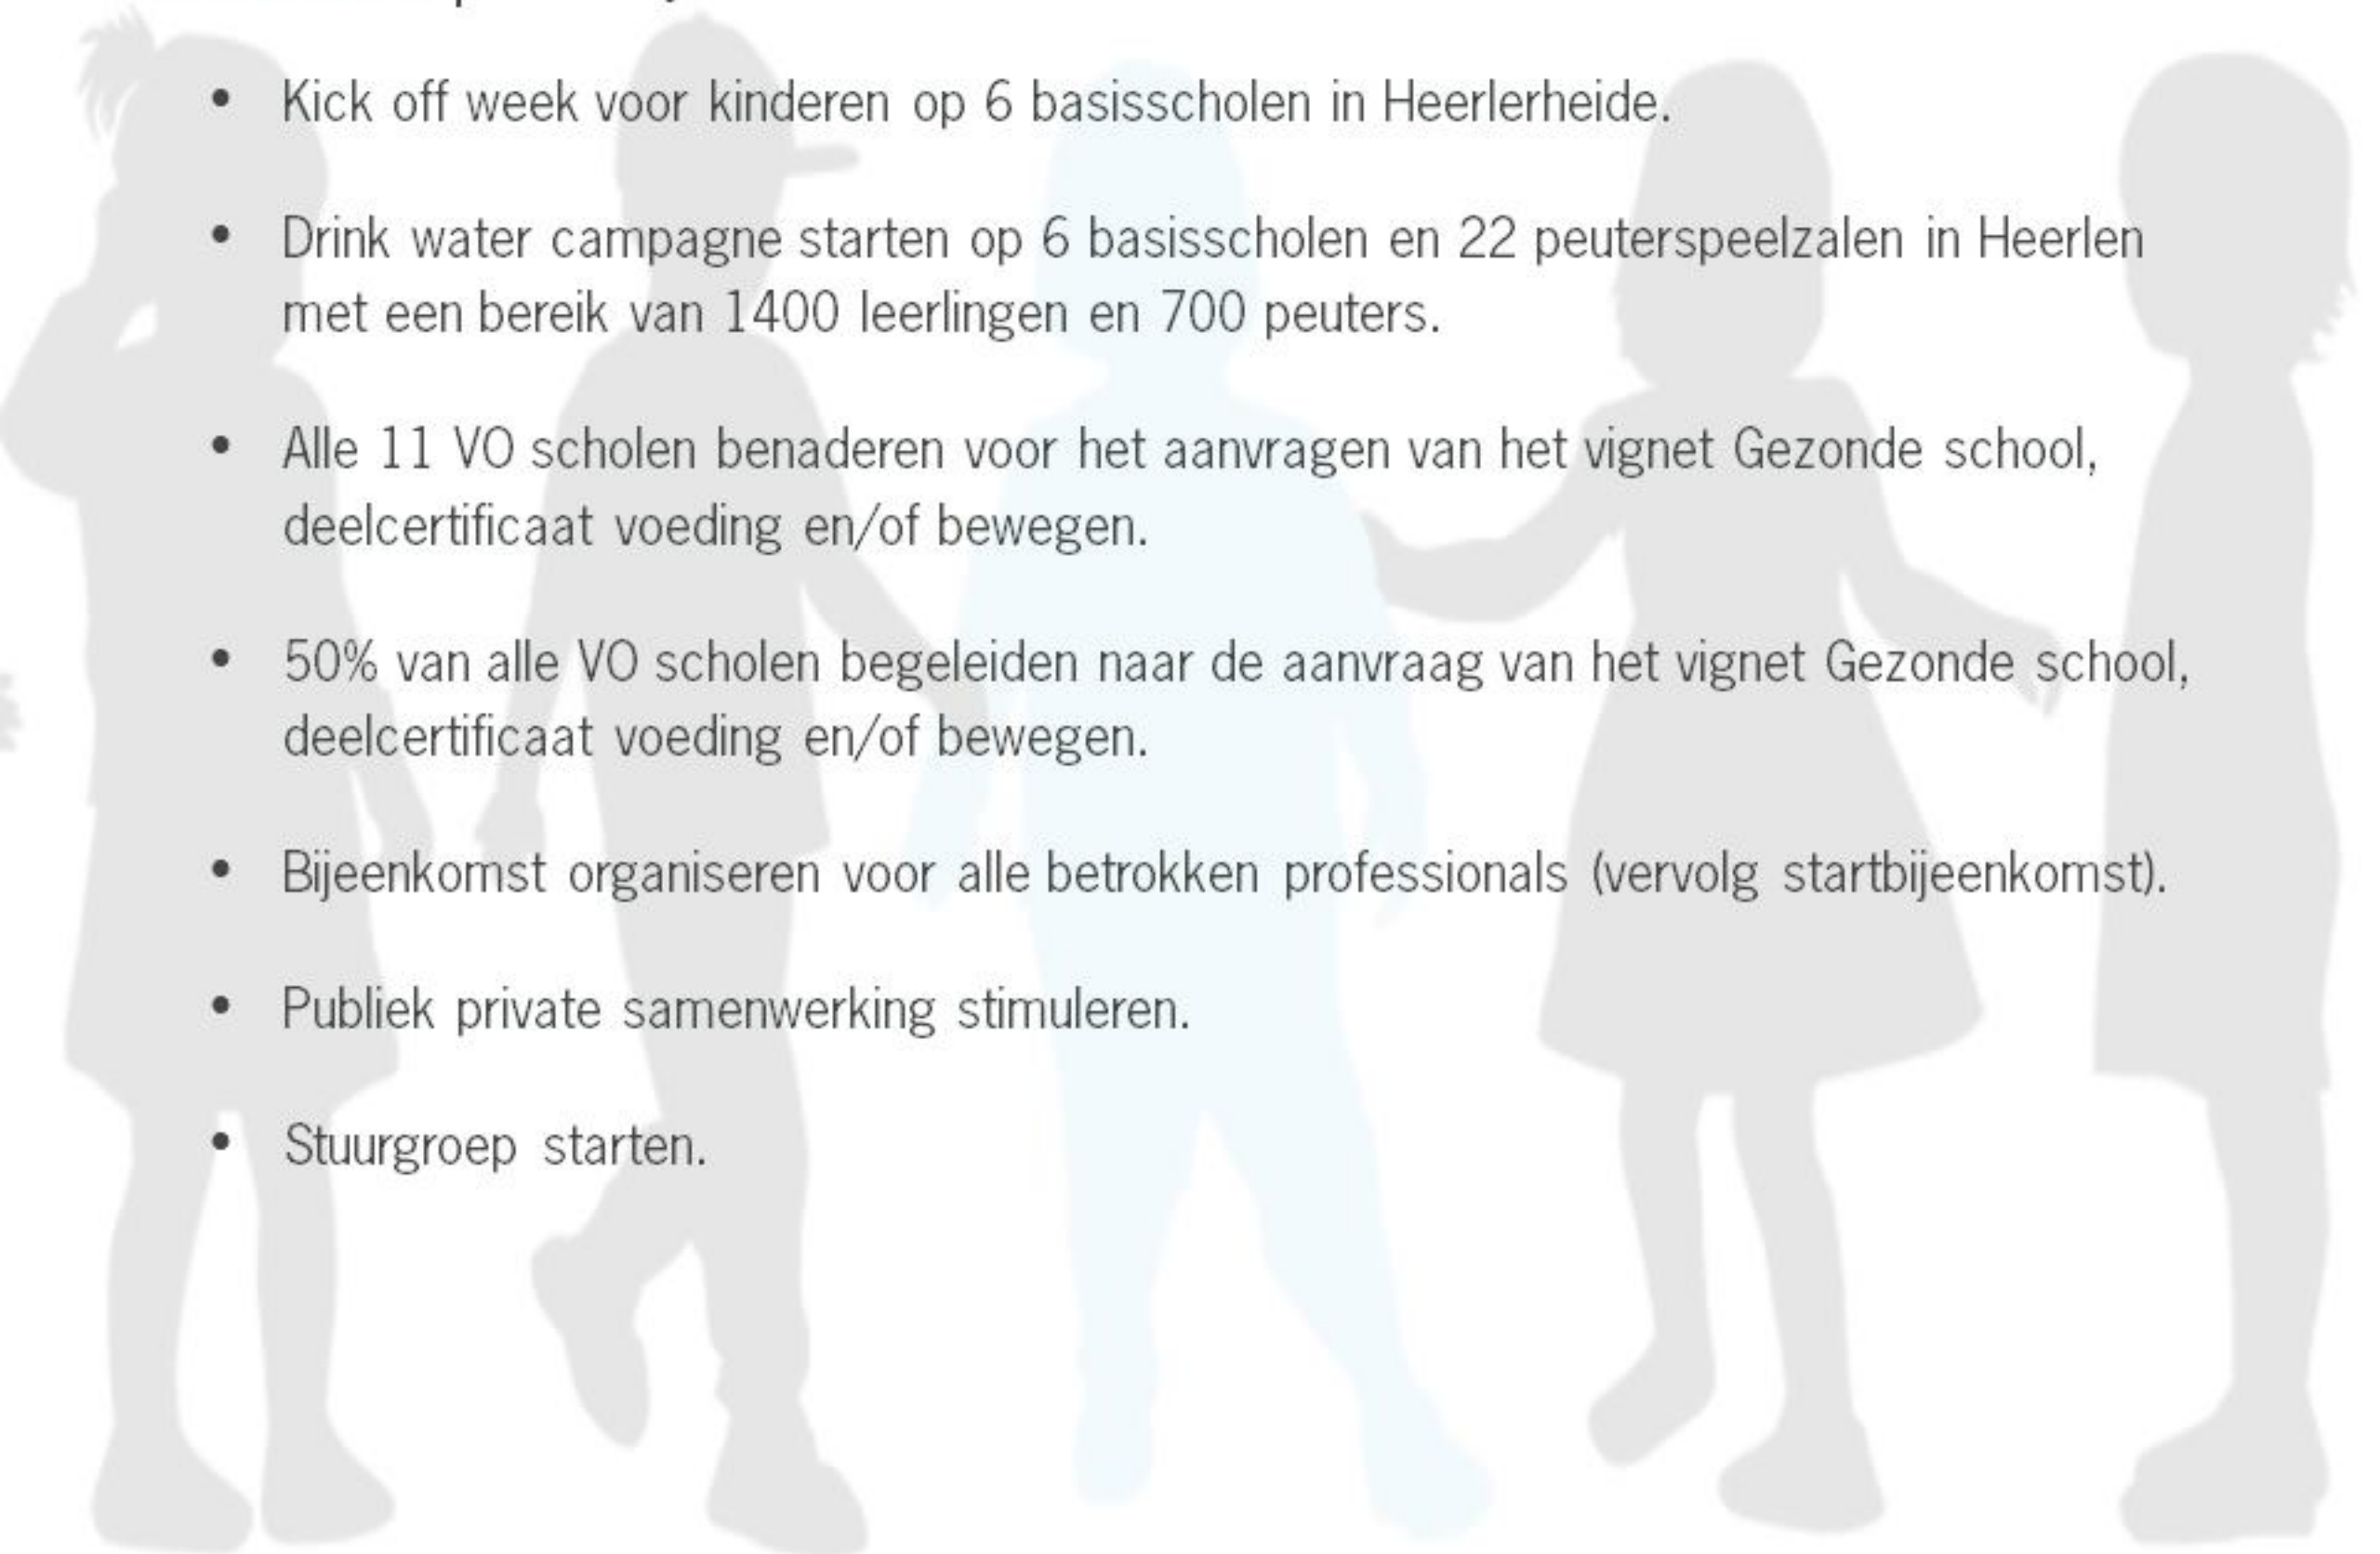 • Kick off week voor kinderen op 6 basisscholen in Heerlerheide.
• Drink water campagne starten op 6 basisscholen en 22 peuterspeelzalen in Heerlen
met een bereik van 1400 leerlingen en 700 peuters.
• Alle 11 VO scholen benaderen voor het aanvragen van het vignet Gezonde school,
deelcertificaat voeding en/of bewegen.
• 50% van alle VO scholen begeleiden naar de aanvraag van het vignet Gezonde school,
deelcertificaat voeding en/of bewegen.
• Bijeenkomst organiseren voor alle betrokken professionals (vervolg startbijeenkomst).
• Publiek private samenwerking stimuleren.
• Stuurgroep starten.